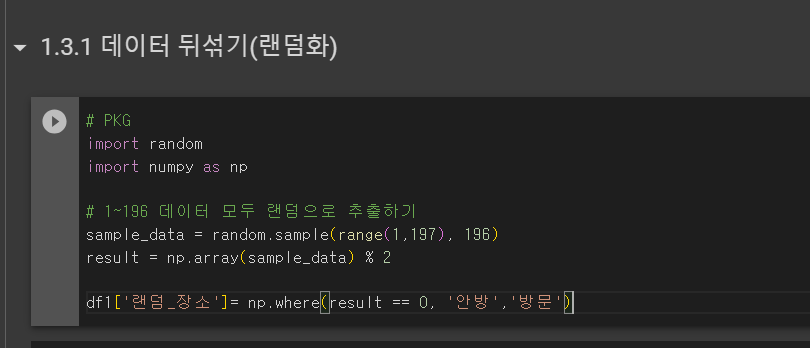 1.3.1 데이터 뒤섞기(랜덤화)
# PKG
import random
import numpy as np
# 1~196 데이터 모두 랜덤으로 추출하기
sample_data = random.sample(range(1,197), 196)
result = np.array(sample_data) % 2
df1['랜덤_장소']= np.where(result == 0, '안방','방문')